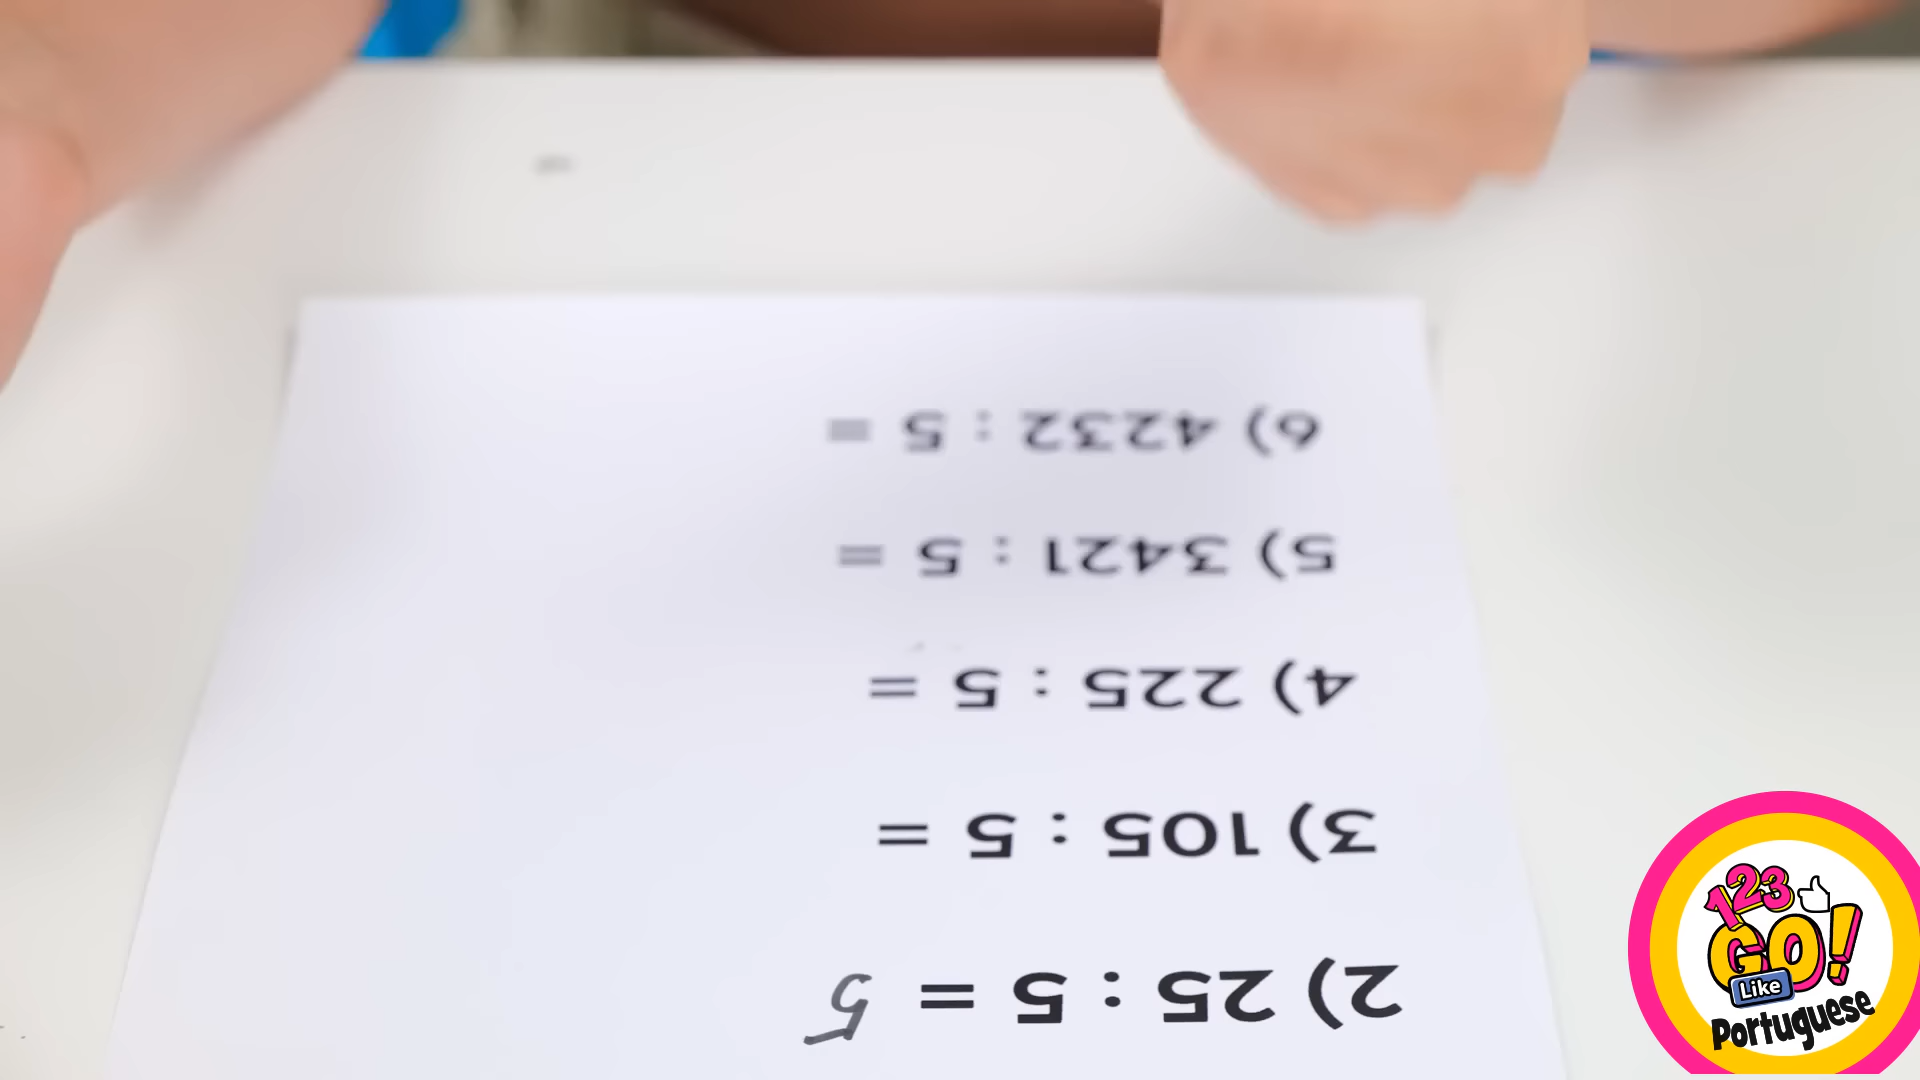 2) 25 : 5 = 5
3) 105 : 5 =
4) 225 : 5 =
5) 3421 : 5 =
6) 4232 : 5 =
123
GO!
Like
Portuguese